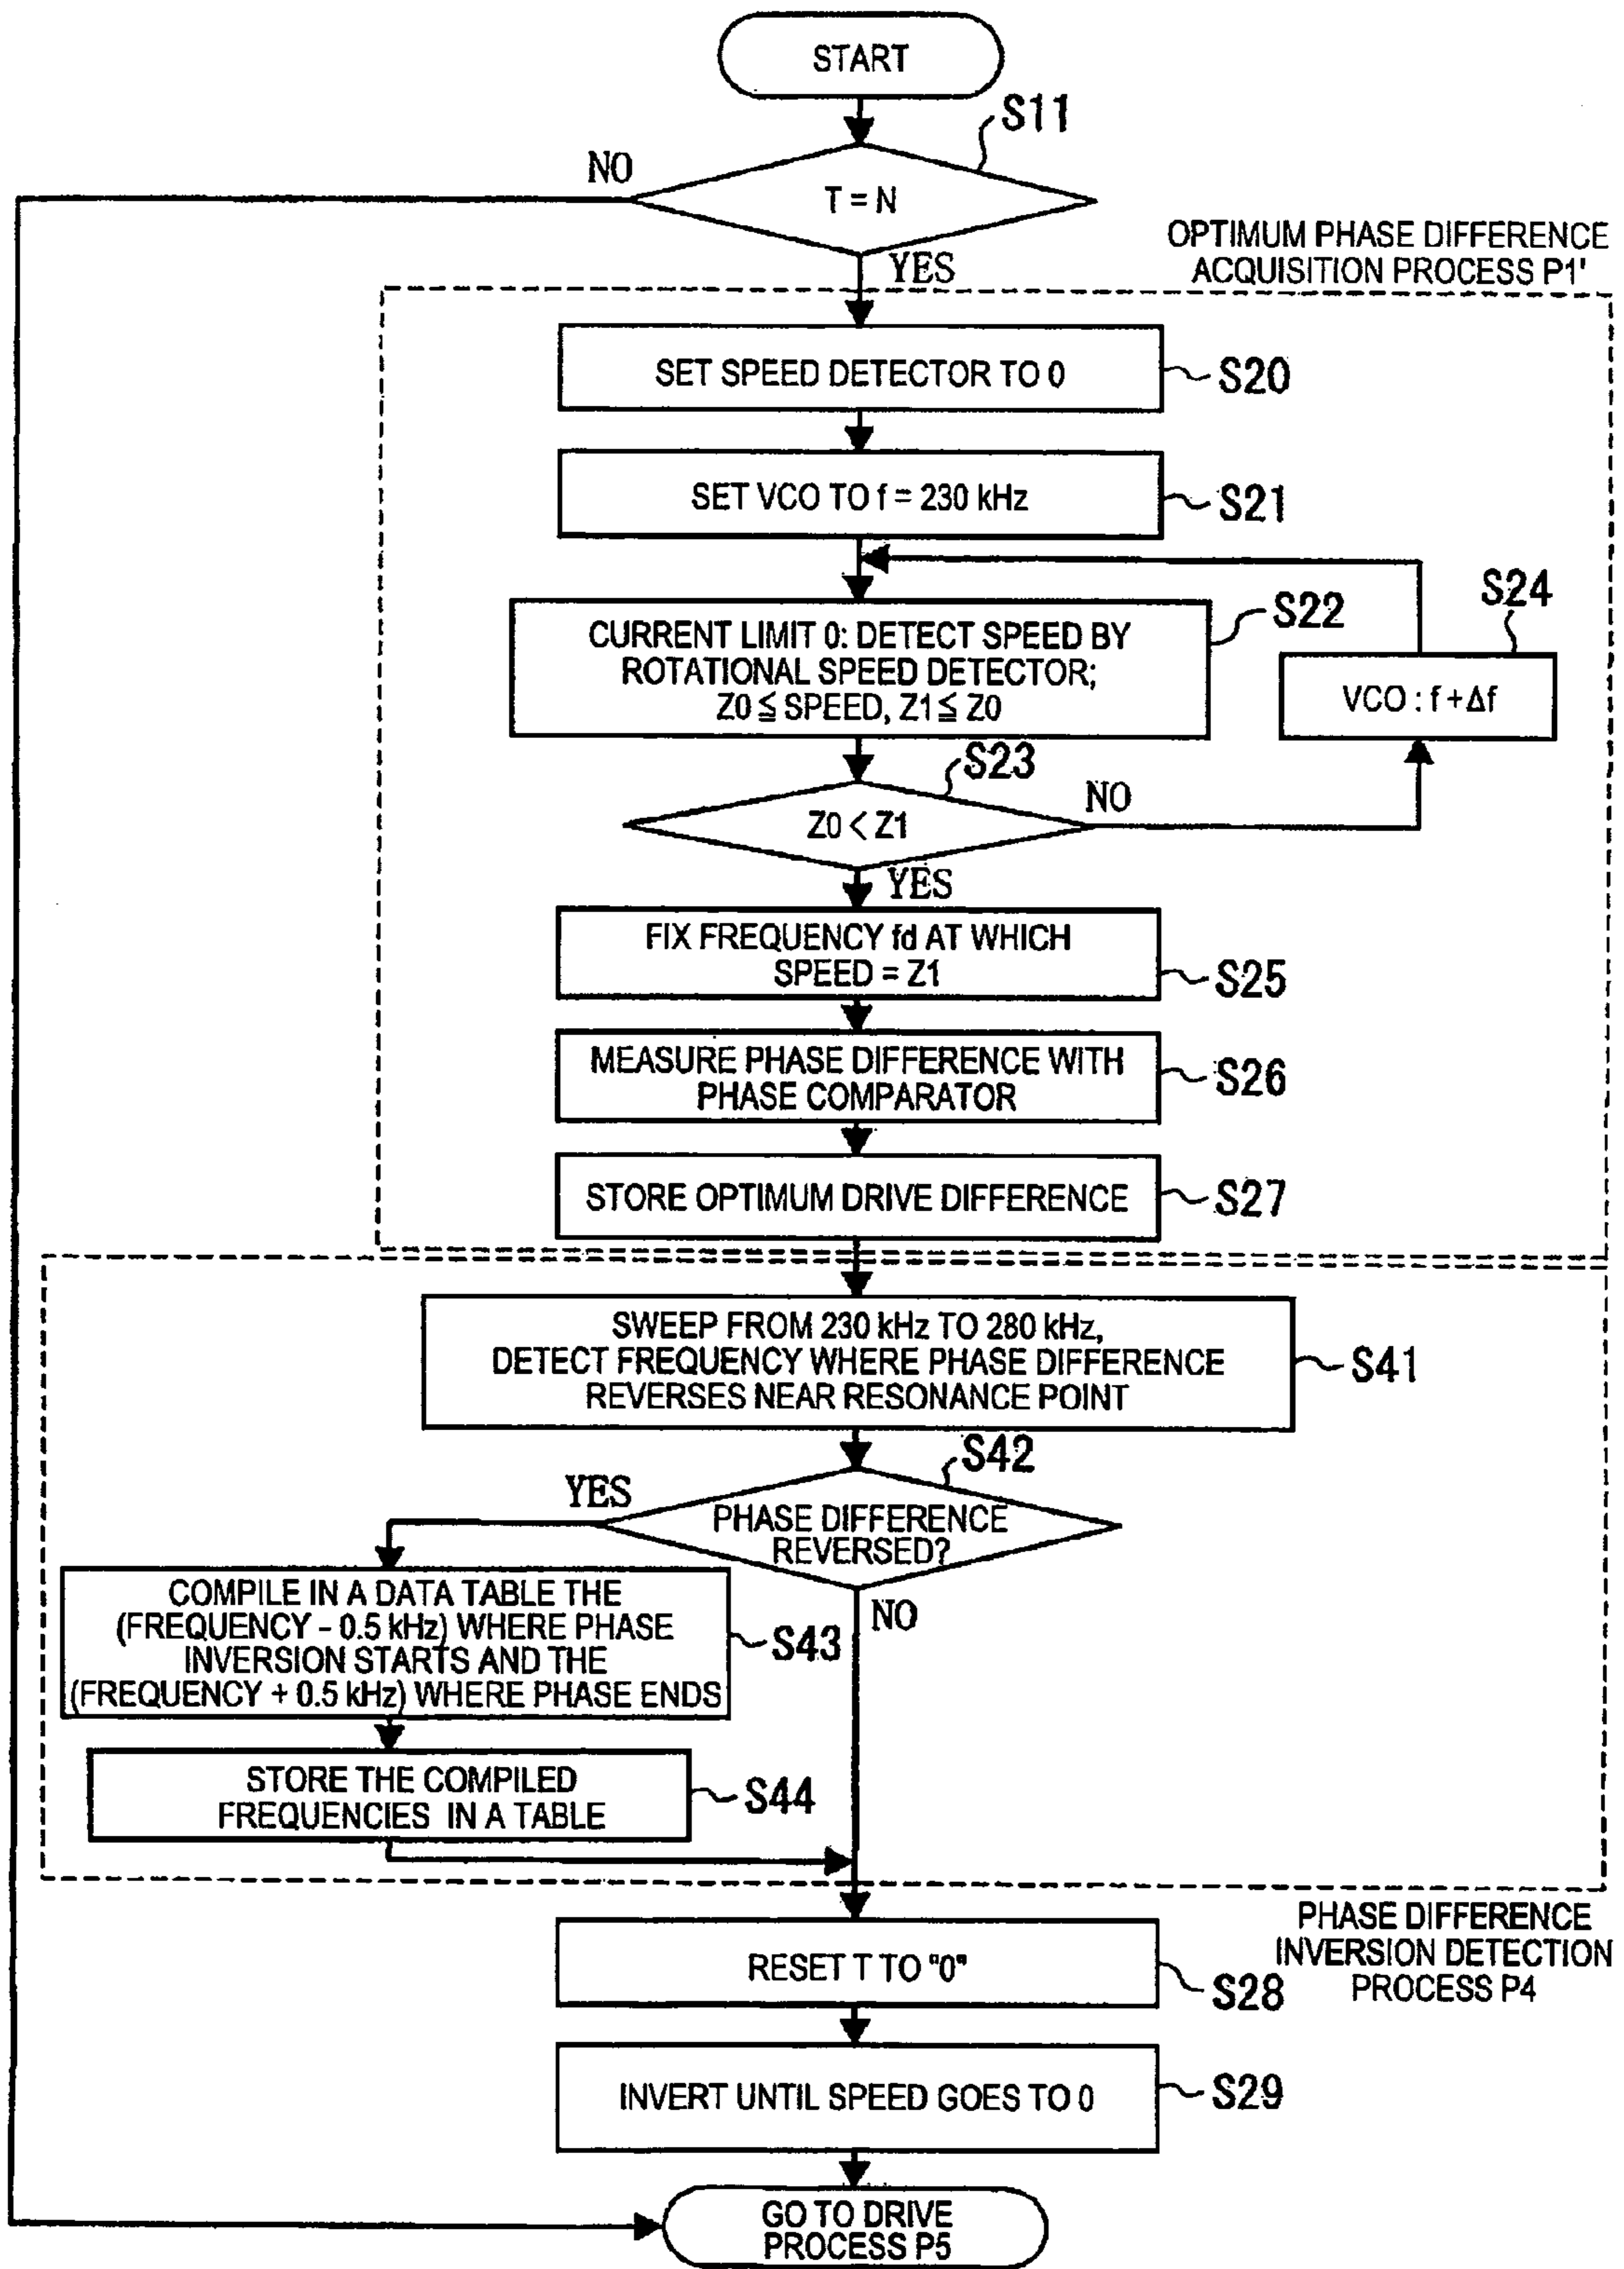 START
S11
NO
T = N
OPTIMUM PHASE DIFFERENCE
ACQUISITION PROCESS P1'
YES
SET SPEED DETECTOR TO 0
S20
SET VCO TO f = 230 kHz
S21
S24
S22
CURRENT LIMIT 0: DETECT SPEED BY
ROTATIONAL SPEED DETECTOR;
Z0 ≦ SPEED, Z1 ≦ Z0
VCO : f +Δf
S23
NO
Z0 < Z1
YES
FIX FREQUENCY fd AT WHICH
SPEED = Z1
S25
MEASURE PHASE DIFFERENCE WITH
PHASE COMPARATOR
S26
STORE OPTIMUM DRIVE DIFFERENCE
S27
SWEEP FROM 230 kHz TO 280 kHz,
DETECT FREQUENCY WHERE PHASE DIFFERENCE
REVERSES NEAR RESONANCE POINT
S41
S42
YES
PHASE DIFFERENCE
REVERSED?
NO
COMPILE IN A DATA TABLE THE
(FREQUENCY – 0.5 kHz) WHERE PHASE
INVERSION STARTS AND THE
(FREQUENCY + 0.5 kHz) WHERE PHASE ENDS
S43
STORE THE COMPILED
FREQUENCIES IN A TABLE
S44
PHASE DIFFERENCE
INVERSION DETECTION
PROCESS P4
RESET T TO "0"
S28
INVERT UNTIL SPEED GOES TO 0
S29
GO TO DRIVE
PROCESS P5